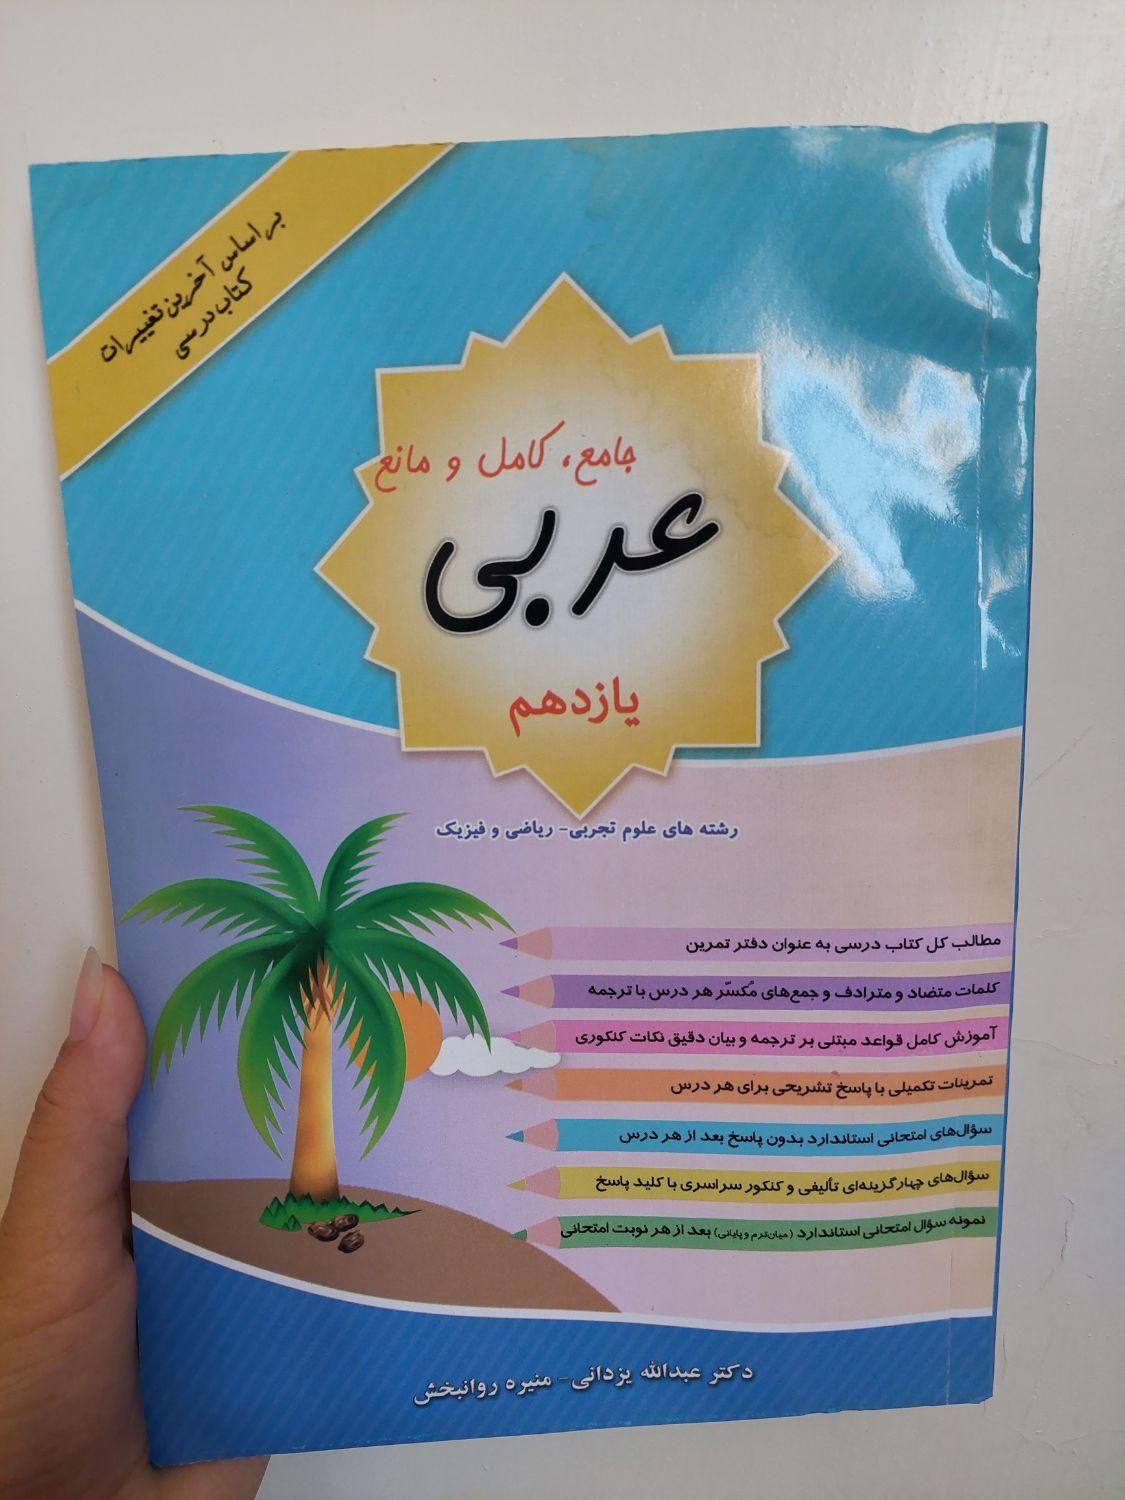 بر اساس آخرین تغییرات
کتاب درسی
جامع، کامل و مانع
عربی
یازدهم
رشته های علوم تجربی - ریاضی و فیزیک
مطالب کل کتاب درسی به عنوان دفتر تمرین
کلمات متضاد و مترادف و جمع‌های مُکسّر هر درس با ترجمه
آموزش کامل قواعد مبتنی بر ترجمه و بیان دقیق نکات کنکوری
تمرینات تکمیلی با پاسخ تشریحی برای هر درس
سؤال‌های امتحانی استاندارد بدون پاسخ بعد از هر درس
سؤال‌های چهارگزینه‌ای تألیفی و کنکور سراسری با کلید پاسخ
نمونه سؤال امتحانی استاندارد (میان‌ترم و پایانی) بعد از هر نوبت امتحانی
دکتر عبدالله یزدانی - منیره روانبخش